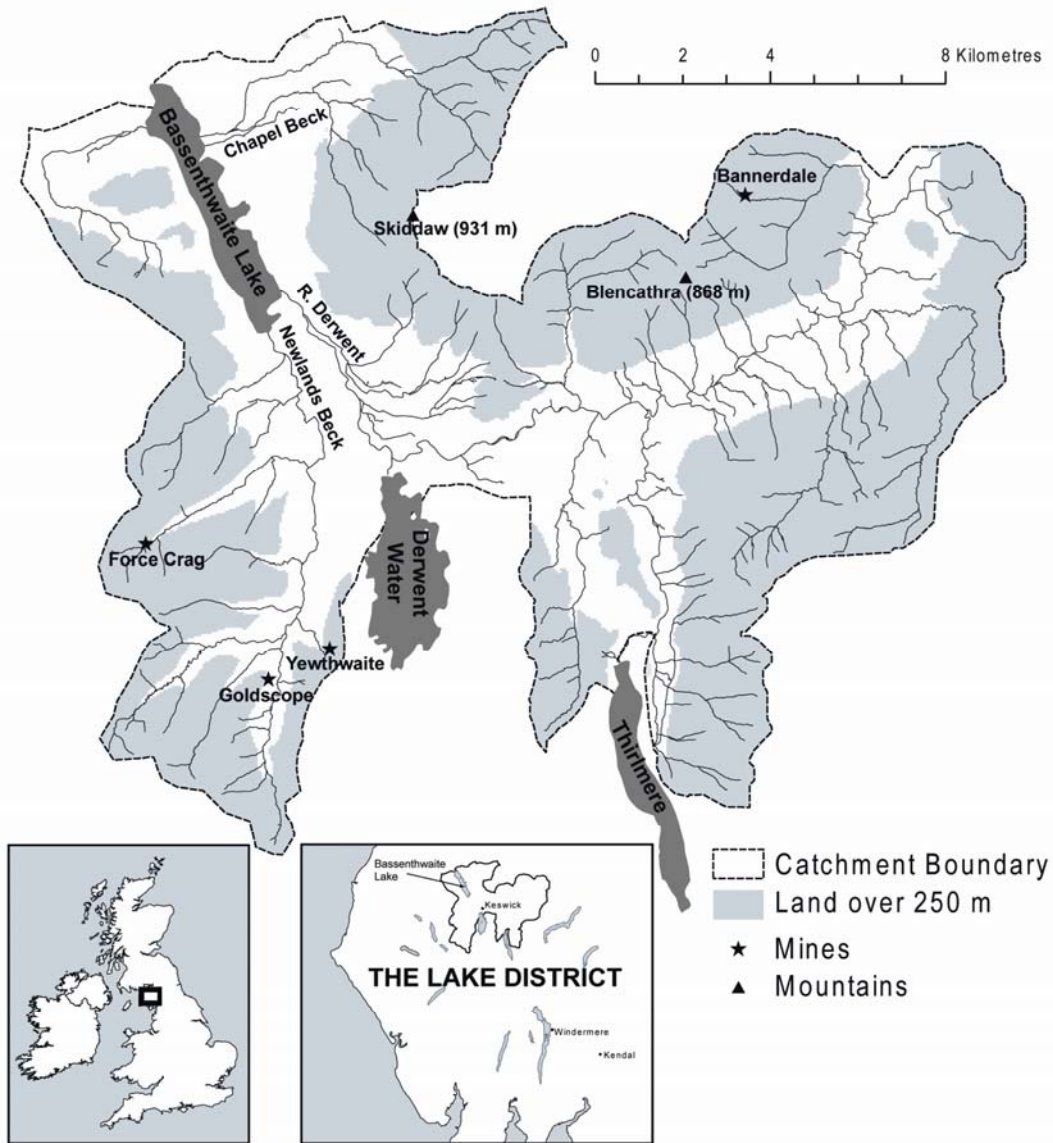 0 2 4 8 Kilometres
Bassenthwaite Lake
Chapel Beck
Bannerdale
Skiddaw (931 m)
Blencathra (868 m)
R. Derwent
Newlands Beck
Derwent
Water
Force Crag
Yewthwaite
Goldscope
Thirlmere
Catchment Boundary
Land over 250 m
Mines
Mountains
Bassenthwaite
Lake
Keswick
THE LAKE DISTRICT
Windermere
Kendal